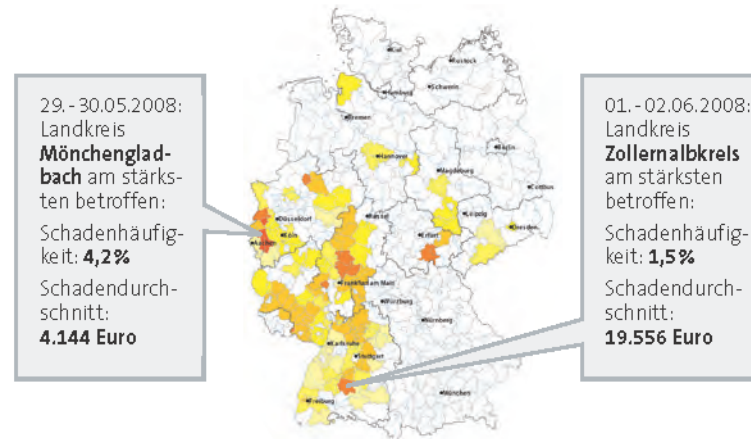 29.-30.05.2008:
Landkreis
Mönchenglad-
bach am stärks-
ten betroffen:
Schadenhäufig-
keit: 4,2%
Schadendurch-
schnitt:
4.144 Euro
Kiel
Rostock
Hamburg
Schwerin
Bremen
Berlin
Hannover
Magdeburg
Cottbus
Düsseldorf
Kassel
Leipzig
Köln
Erfurt
Dresden
Aachen
Frankfurt am Main
Würzburg
Nürnberg
Karlsruhe
Stuttgart
Freiburg
München
01.-02.06.2008:
Landkreis
Zollernalbkreis
am stärksten
betroffen:
Schadenhäufig-
keit: 1,5%
Schadendurch-
schnitt:
19.556 Euro